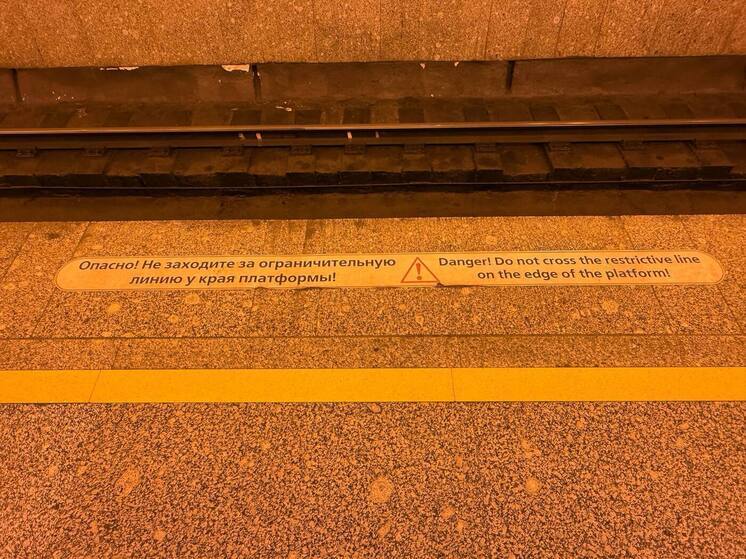 Опасно! Не заходите за ограничительную
линию у края платформы!
Danger! Do not cross the restrictive line
on the edge of the platform!